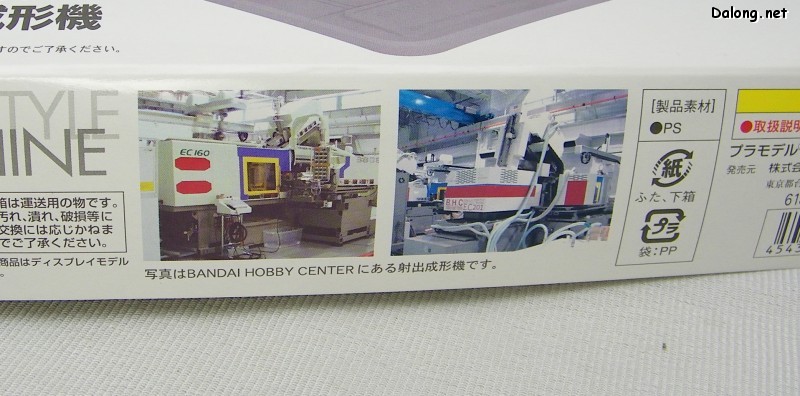 Dalong.net
成形機
すのでご了承ください。
TYLE
INE
箱は運送用の物です。
汚れ、潰れ、破損等に
交換には応じかねま
でご了承ください。
商品はディスプレイモデル
EC160
B.H.C
写真はBANDAI HOBBY CENTERにある射出成形機です。
[製品素材]
●PS
紙
ふた、下箱
プラ
袋:PP
●取扱説明
プラモデル
発売元 株式会
東京都台
4543